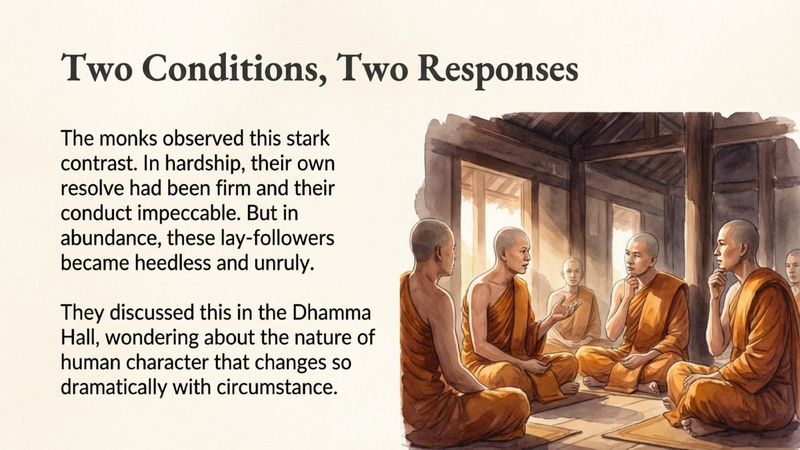 Two Conditions, Two Responses
The monks observed this stark
contrast. In hardship, their own
resolve had been firm and their
conduct impeccable. But in
abundance, these lay-followers
became heedless and unruly.
They discussed this in the Dhamma
Hall, wondering about the nature of
human character that changes so
dramatically with circumstance.